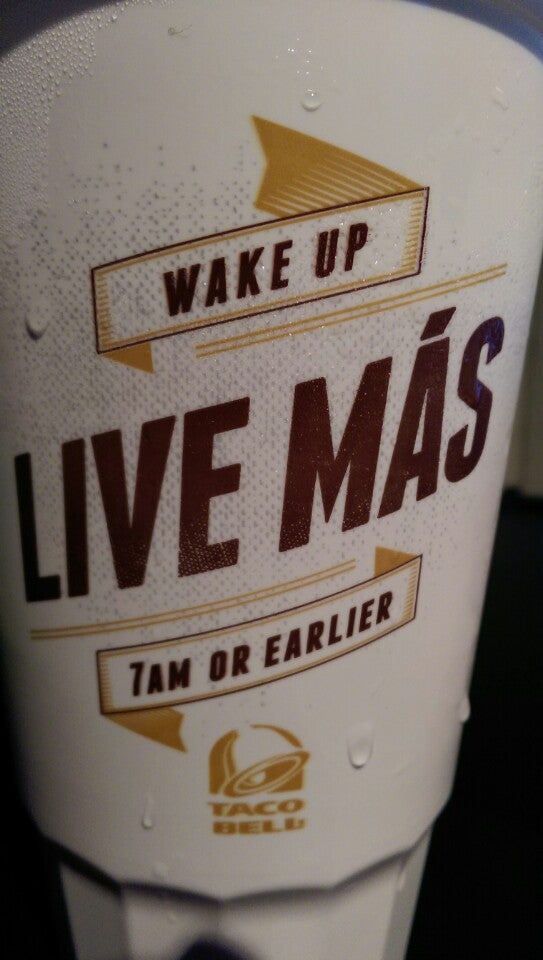 WAKE UP
LIVE MÁS
7AM OR EARLIER
TACO
BELL